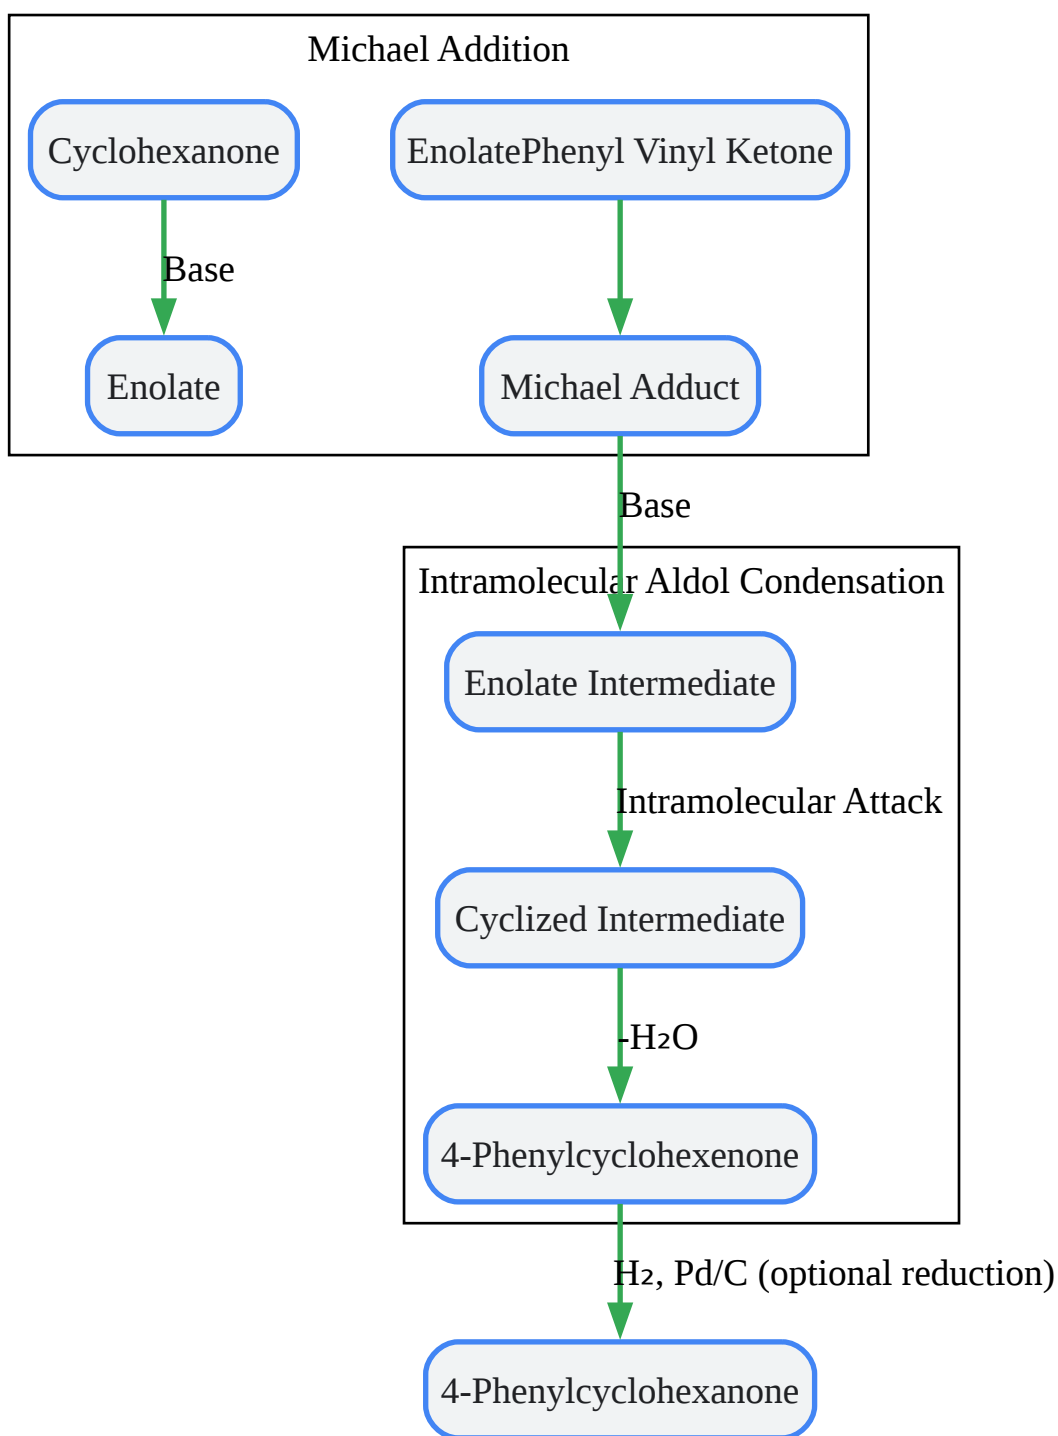 Michael Addition
Cyclohexanone
EnolatePhenyl Vinyl Ketone
Base
Enolate
Michael Adduct
Base
Intramolecular Aldol Condensation
Enolate Intermediate
Intramolecular Attack
Cyclized Intermediate
-H₂O
4-Phenylcyclohexenone
H₂, Pd/C (optional reduction)
4-Phenylcyclohexanone